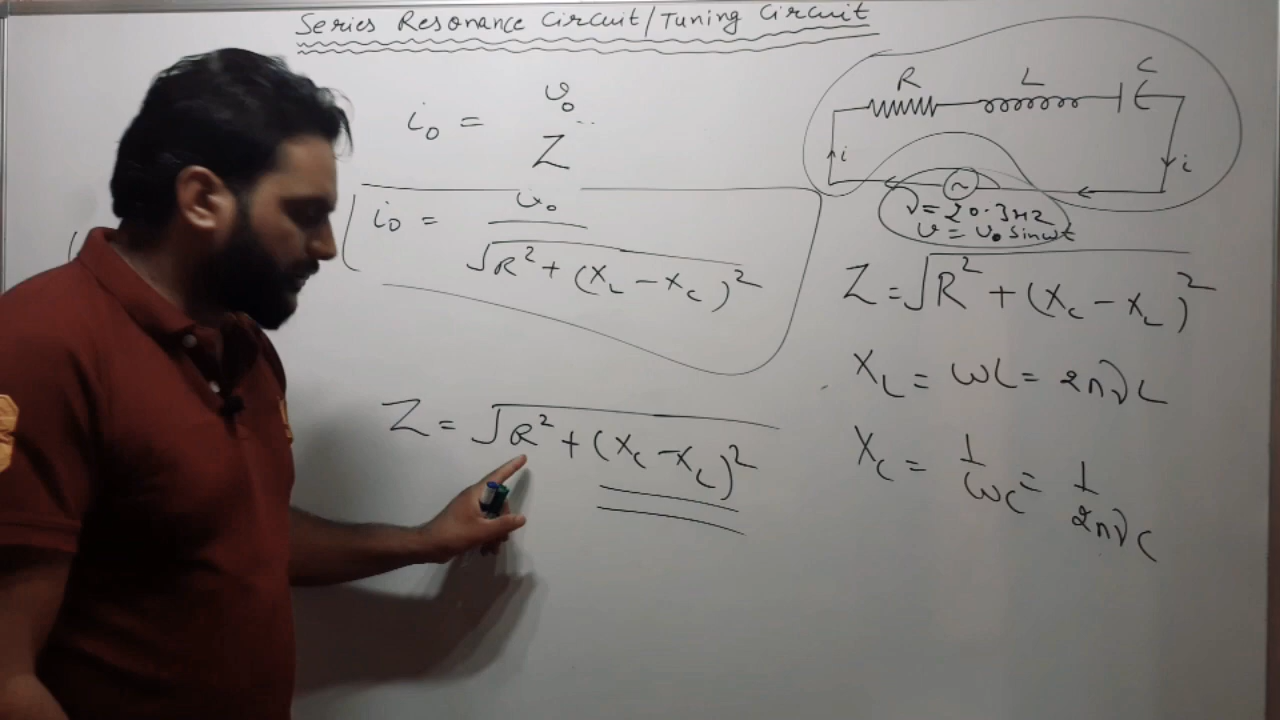 Series Resonance Circuit/Tuning Circuit
i₀ = v₀ / Z
i₀ = v₀ / √R² + (X_L − X_C)²
Z = √R² + (X_C − X_L)²
R L C
i i
~
ν = 20.3Hz
v = v₀ sinωt
Z = √R² + (X_C − X_L)²
X_L = ωL = 2πνL
X_C = 1/ωC = 1/2πνC